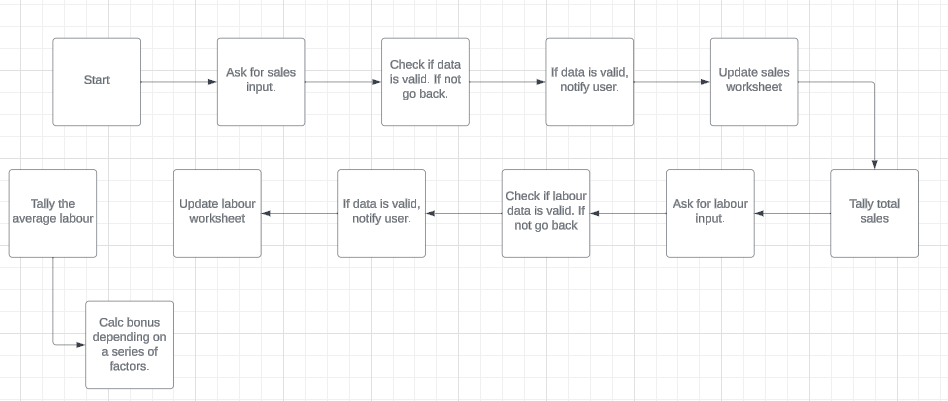 Start
Ask for sales
input.
Check if data
is valid. If not
go back.
If data is valid,
notify user.
Update sales
worksheet
Tally total
sales
Ask for labour
input.
Check if labour
data is valid. If
not go back
If data is valid,
notify user.
Update labour
worksheet
Tally the
average labour
Calc bonus
depending on
a series of
factors.